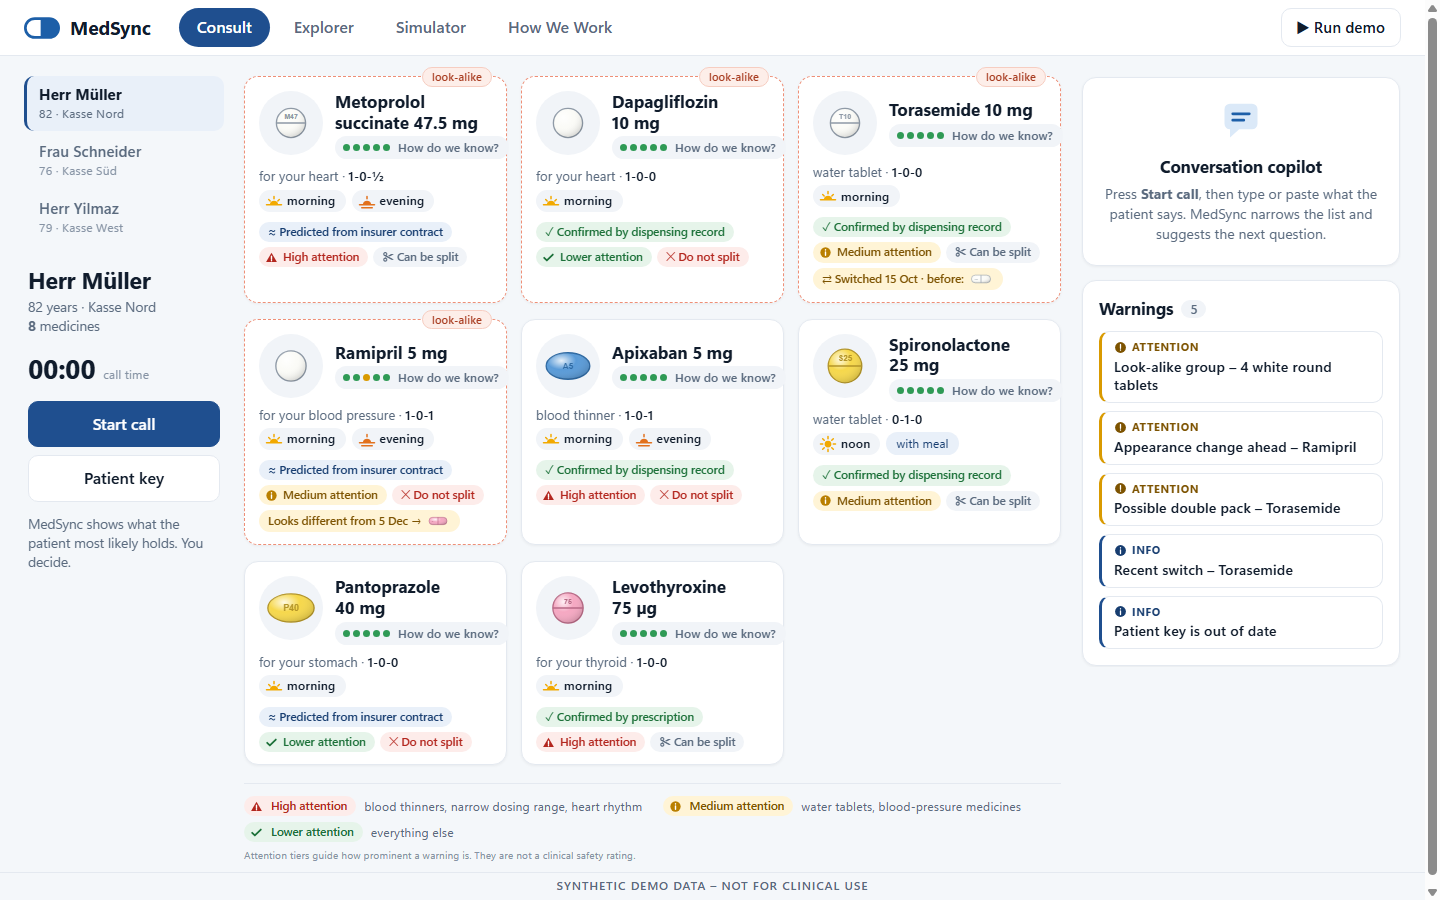 MedSync
Consult
Explorer
Simulator
How We Work
▶ Run demo
Herr Müller
82 · Kasse Nord
Frau Schneider
76 · Kasse Süd
Herr Yilmaz
79 · Kasse West
Herr Müller
82 years · Kasse Nord
8 medicines
00:00 call time
Start call
Patient key
MedSync shows what the
patient most likely holds. You
decide.
look-alike
M47
Metoprolol
succinate 47.5 mg
How do we know?
for your heart · 1-0-½
morning
evening
≈ Predicted from insurer contract
High attention
Can be split
look-alike
Dapagliflozin
10 mg
How do we know?
for your heart · 1-0-0
morning
✓ Confirmed by dispensing record
Lower attention
Do not split
look-alike
T10
Torasemide 10 mg
How do we know?
water tablet · 1-0-0
morning
✓ Confirmed by dispensing record
Medium attention
Can be split
⇄ Switched 15 Oct · before:
look-alike
Ramipril 5 mg
How do we know?
for your blood pressure · 1-0-1
morning
evening
≈ Predicted from insurer contract
Medium attention
Do not split
Looks different from 5 Dec →
A5
Apixaban 5 mg
How do we know?
blood thinner · 1-0-1
morning
evening
✓ Confirmed by dispensing record
High attention
Do not split
S25
Spironolactone
25 mg
How do we know?
water tablet · 0-1-0
noon
with meal
✓ Confirmed by dispensing record
Medium attention
Can be split
P40
Pantoprazole
40 mg
How do we know?
for your stomach · 1-0-0
morning
≈ Predicted from insurer contract
Lower attention
Do not split
76
Levothyroxine
75 µg
How do we know?
for your thyroid · 1-0-0
morning
✓ Confirmed by prescription
High attention
Can be split
High attention blood thinners, narrow dosing range, heart rhythm
Medium attention water tablets, blood-pressure medicines
Lower attention everything else
Attention tiers guide how prominent a warning is. They are not a clinical safety rating.
Conversation copilot
Press Start call, then type or paste what the
patient says. MedSync narrows the list and
suggests the next question.
Warnings 5
ATTENTION
Look-alike group – 4 white round
tablets
ATTENTION
Appearance change ahead – Ramipril
ATTENTION
Possible double pack – Torasemide
INFO
Recent switch – Torasemide
INFO
Patient key is out of date
SYNTHETIC DEMO DATA – NOT FOR CLINICAL USE